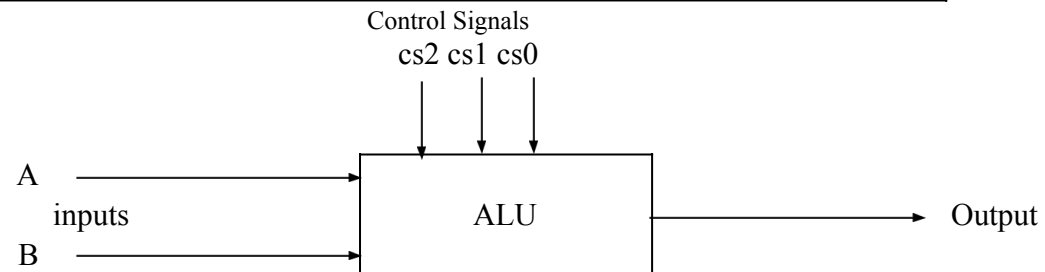 Control Signals
cs2 cs1 cs0
A
inputs
ALU
Output
B